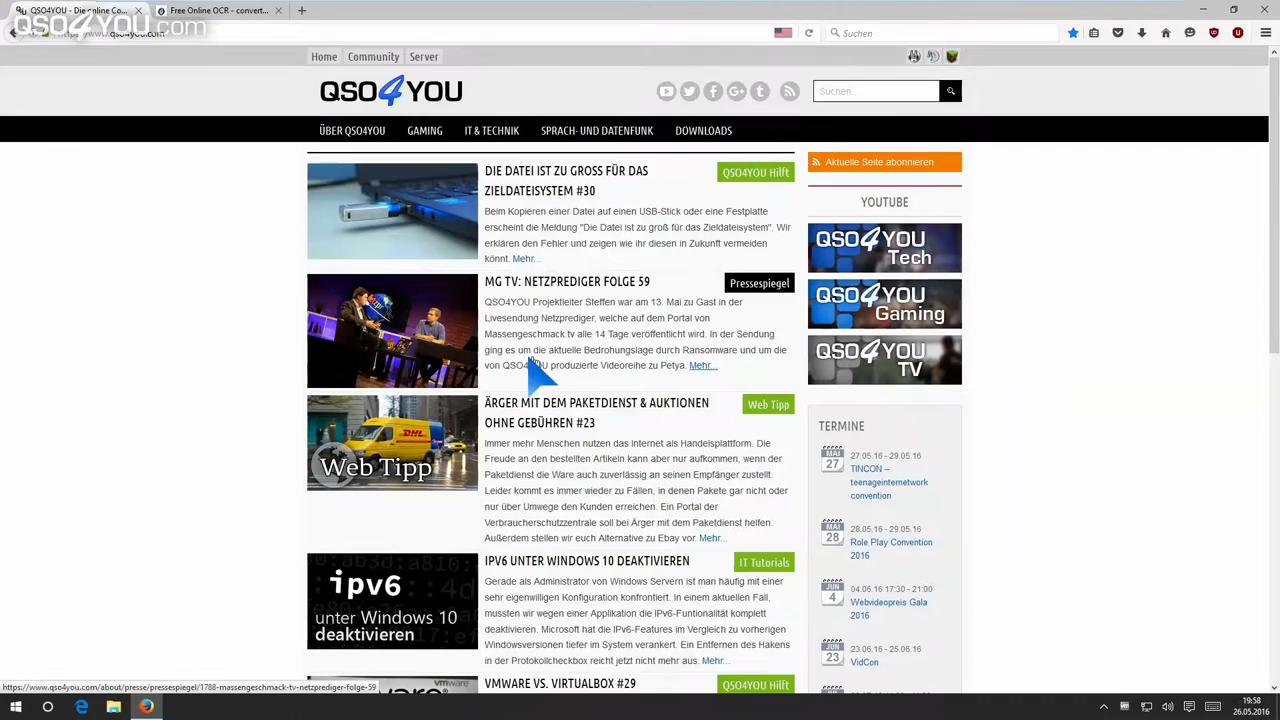 QSO4YOU.com
QSO4YOU - Die Online-Co...
Free Online OCR - conver...
www.qso4you.com
Suchen
Home
Community
Server
QSO4YOU
Suchen...
ÜBER QSO4YOU
GAMING
IT & TECHNIK
SPRACH- UND DATENFUNK
DOWNLOADS
DIE DATEI IST ZU GROSS FÜR DAS
ZIELDATEISYSTEM #30
QSO4YOU Hilft
Beim Kopieren einer Datei auf einen USB-Stick oder eine Festplatte
erscheint die Meldung "Die Datei ist zu groß für das Zieldateisystem". Wir
erklären den Fehler und zeigen wie ihr diesen in Zukunft vermeiden
könnt. Mehr...
MG TV: NETZPREDIGER FOLGE 59
Pressespiegel
QSO4YOU Projektleiter Steffen war am 13. Mai zu Gast in der
Livesendung Netzprediger, welche auf dem Portal von
Massengeschmack.tv alle 14 Tage veröffentlicht wird. In der Sendung
ging es um die aktuelle Bedrohungslage durch Ransomware und um die
von QSO4YOU produzierte Videoreihe zu Petya. Mehr...
Web Tipp
ÄRGER MIT DEM PAKETDIENST & AUKTIONEN
OHNE GEBÜHREN #23
Web Tipp
Immer mehr Menschen nutzen das Internet als Handelsplattform. Die
Freude an den bestellten Artikeln kann aber nur aufkommen, wenn der
Paketdienst die Ware auch zuverlässig an seinen Empfänger zustellt.
Leider kommt es immer wieder zu Fällen, in denen Pakete gar nicht oder
nur über Umwege den Kunden erreichen. Ein Portal der
Verbraucherschutzzentrale soll bei Ärger mit dem Paketdienst helfen.
Außerdem stellen wir euch Alternative zu Ebay vor. Mehr...
ipv6
unter Windows 10
deaktivieren
IPV6 UNTER WINDOWS 10 DEAKTIVIEREN
IT Tutorials
Gerade als Administrator von Windows Servern ist man häufig mit einer
sehr eigenwilligen Konfiguration konfrontiert. In einem aktuellen Fall,
mussten wir wegen einer Applikation die IPv6-Funtionialität komplett
deaktivieren. Microsoft hat die IPv6-Features im Vergleich zu vorherigen
Windowsversionen tiefer im System verankert. Ein Entfernen des Hakens
in der Protokollcheckbox reicht jetzt nicht mehr aus. Mehr...
VMWARE VS. VIRTUALBOX #29
QSO4YOU Hilft
Aktuelle Seite abonnieren
YOUTUBE
QSO4YOU
Tech
QSO4YOU
Gaming
QSO4YOU
TV
TERMINE
MAI
27
27.05.16 - 29.05.16
TINCON –
teenageinternetwork
convention
MAI
28
28.05.16 - 29.05.16
Role Play Convention
2016
JUN
4
04.06.16 17:30 - 21:00
Webvideopreis Gala
2016
JUN
23
23.06.16 - 25.06.16
VidCon
https://www.qso4you.com/about/presse/pressespiegel/1788-massengeschmack-tv-netzprediger-folge-59
19:58
26.05.2016